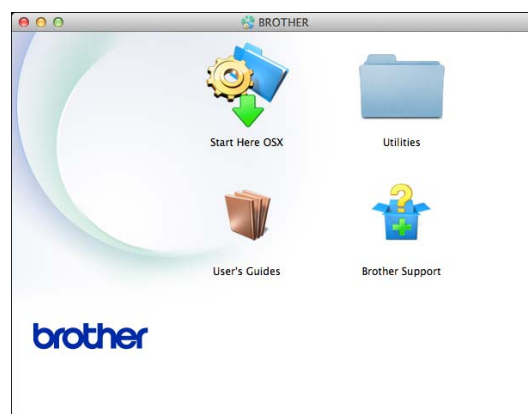 BROTHER
Start Here OSX
Utilities
User's Guides
Brother Support
brother